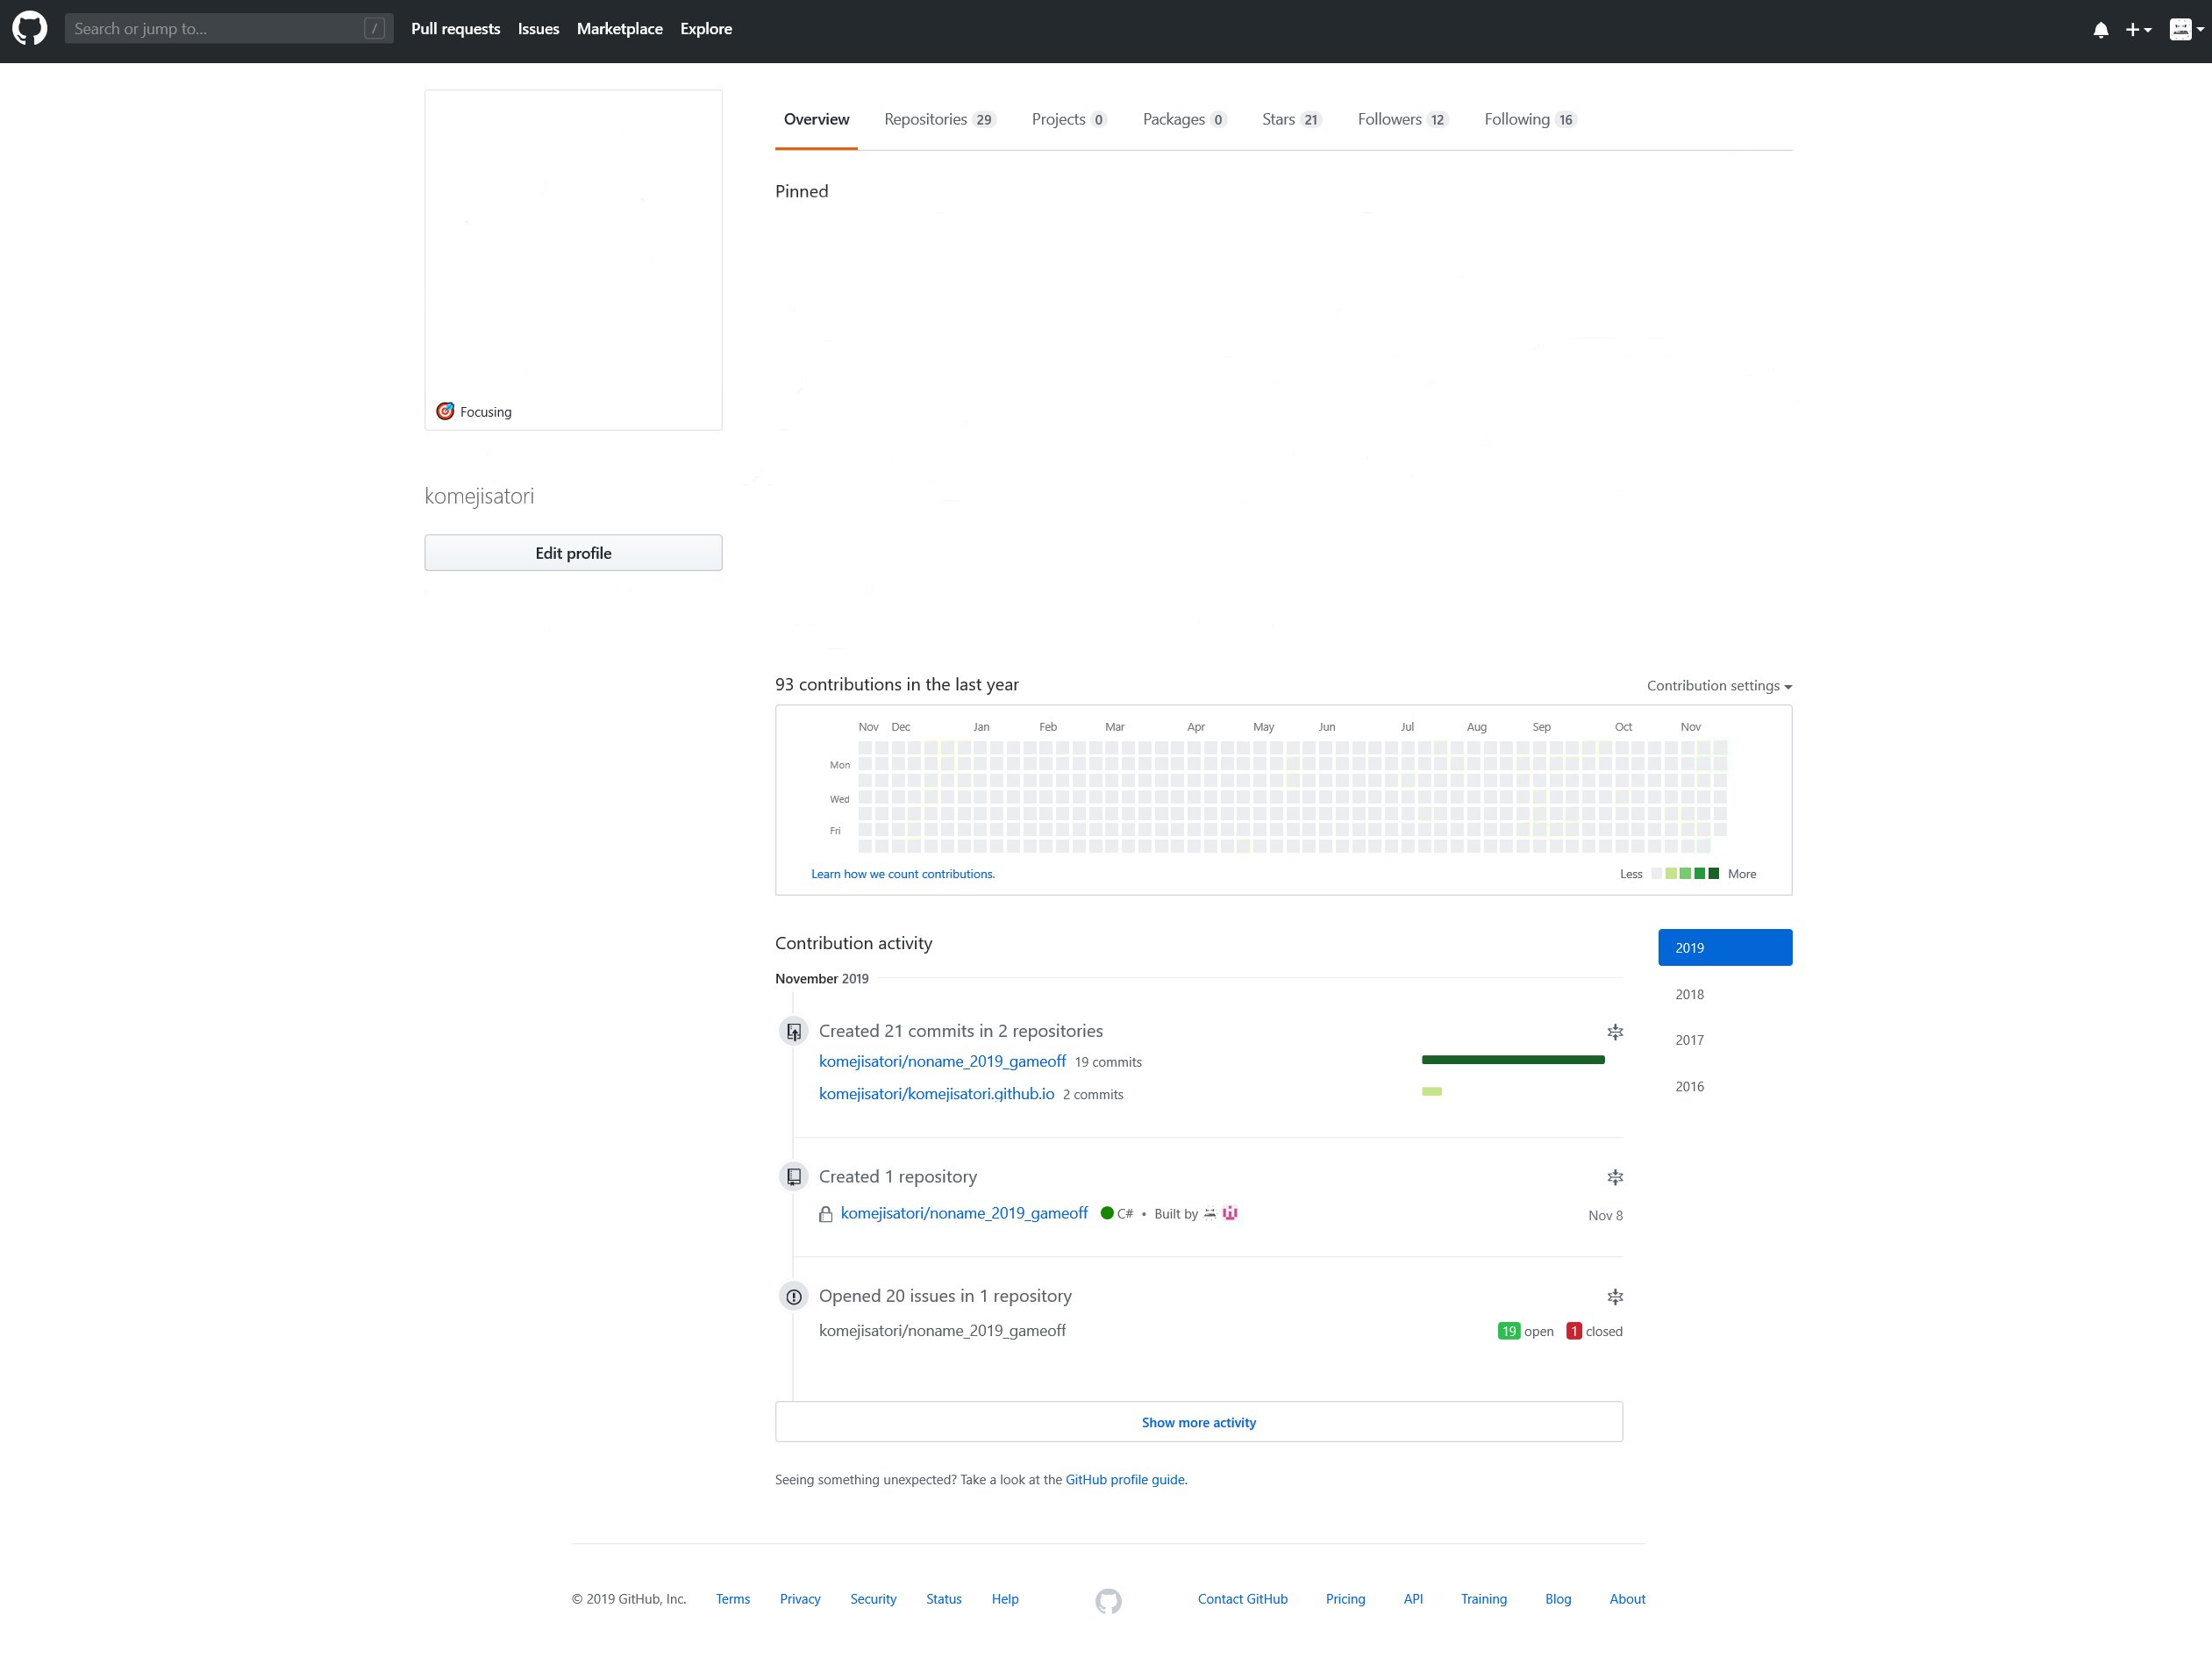 Search or jump to... / Pull requests Issues Marketplace Explore
Overview Repositories 29 Projects 0 Packages 0 Stars 21 Followers 12 Following 16
Pinned
Focusing
komejisatori
Edit profile
93 contributions in the last year
Contribution settings
Nov Dec Jan Feb Mar Apr May Jun Jul Aug Sep Oct Nov
Mon
Wed
Fri
Learn how we count contributions.
Less More
Contribution activity
November 2019
Created 21 commits in 2 repositories
komejisatori/noname_2019_gameoff 19 commits
komejisatori/komejisatori.github.io 2 commits
Created 1 repository
komejisatori/noname_2019_gameoff C# • Built by Nov 8
Opened 20 issues in 1 repository
komejisatori/noname_2019_gameoff 19 open 1 closed
Show more activity
Seeing something unexpected? Take a look at the GitHub profile guide.
2019
2018
2017
2016
© 2019 GitHub, Inc. Terms Privacy Security Status Help Contact GitHub Pricing API Training Blog About